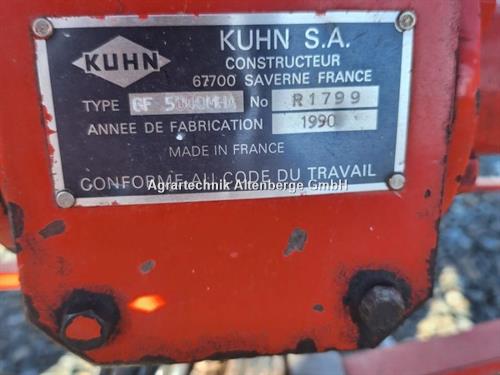 KUHN
KUHN S.A.
CONSTRUCTEUR
67700 SAVERNE FRANCE
TYPE GF 5000MHA No R1799
ANNEE DE FABRICATION 1990
MADE IN FRANCE
CONFORME AU CODE DU TRAVAIL
Agrartechnik Altenberge GmbH